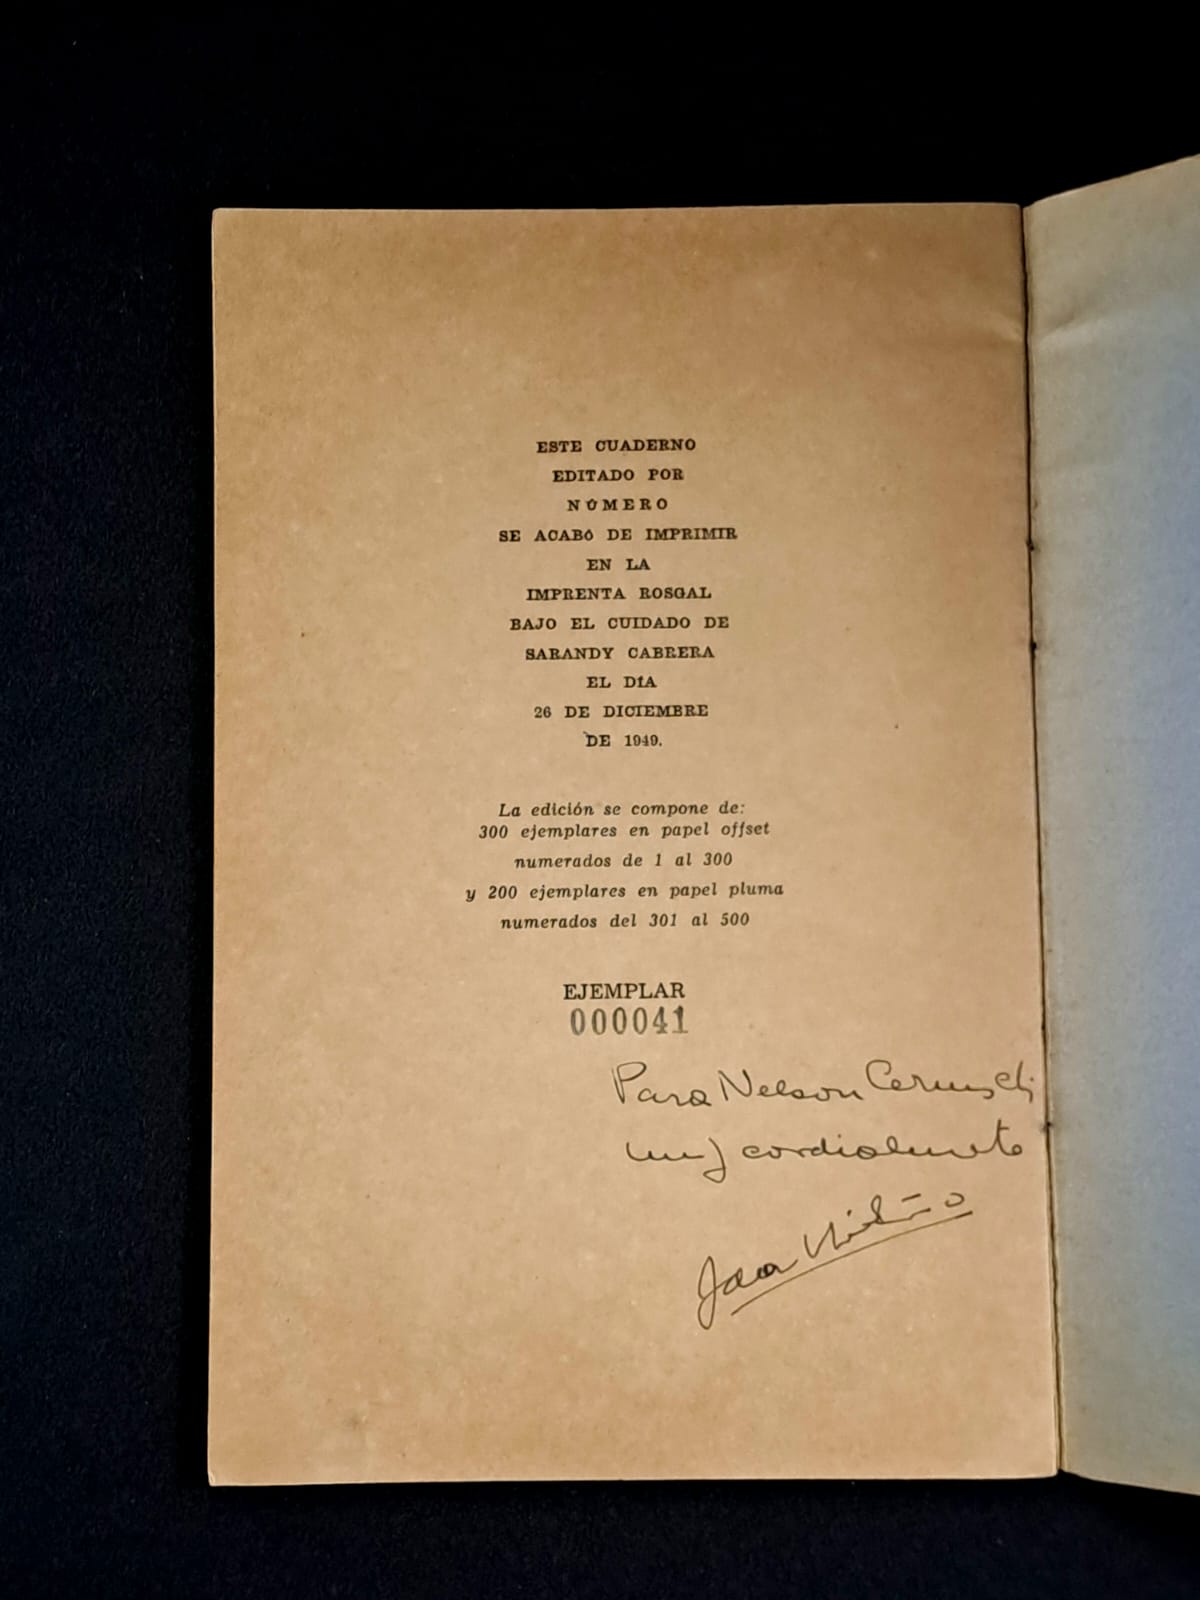 ESTE CUADERNO
EDITADO POR
NÚMERO
SE ACABÓ DE IMPRIMIR
EN LA
IMPRENTA ROSGAL
BAJO EL CUIDADO DE
SARANDY CABRERA
EL DÍA
26 DE DICIEMBRE
DE 1949.
La edición se compone de:
300 ejemplares en papel offset
numerados de 1 al 300
y 200 ejemplares en papel pluma
numerados del 301 al 500
EJEMPLAR
000041
Para Nelson
muy cordialmente
Idea Vilariño